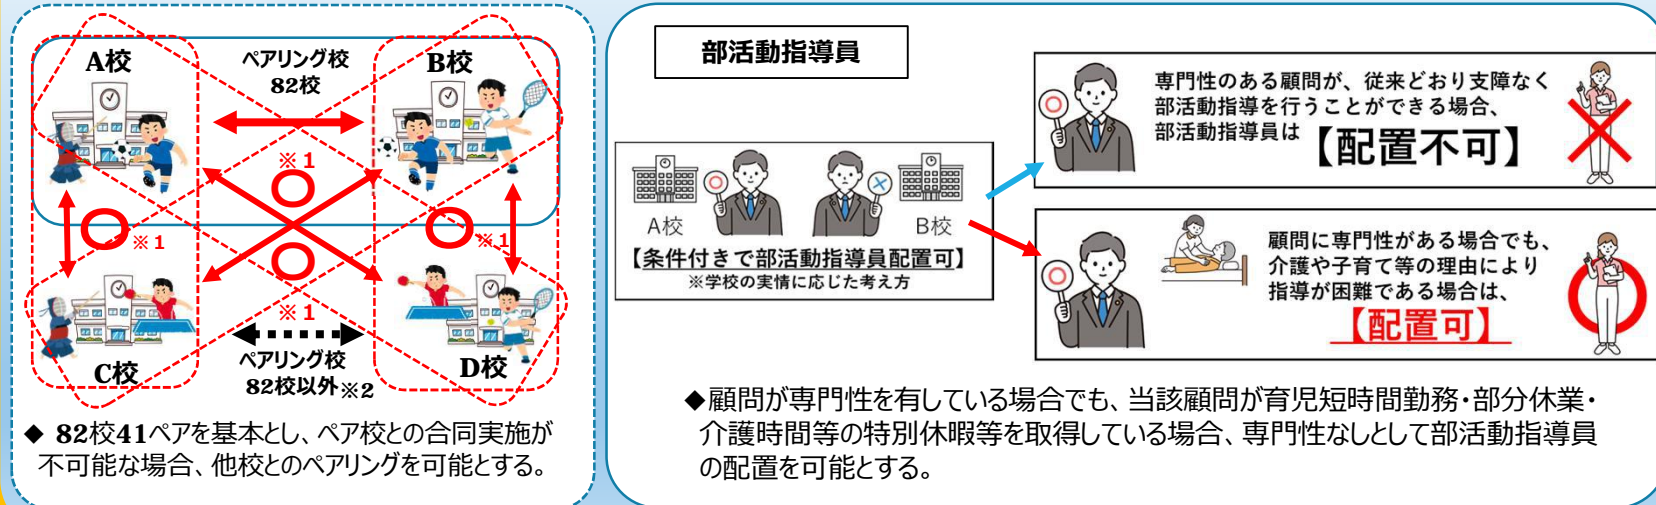 A校
ペアリング校
82校
B校
※1
※1
※1
※1
C校
ペアリング校
82校以外※2
D校
◆ 82校41ペアを基本とし、ペア校との合同実施が
不可能な場合、他校とのペアリングを可能とする。
部活動指導員
A校
B校
【条件付きで部活動指導員配置可】
※学校の実情に応じた考え方
専門性のある顧問が、従来どおり支障なく
部活動指導を行うことができる場合、
部活動指導員は【配置不可】
顧問に専門性がある場合でも、
介護や子育て等の理由により
指導が困難である場合は、
【配置可】
◆顧問が専門性を有している場合でも、当該顧問が育児短時間勤務・部分休業・
介護時間等の特別休暇等を取得している場合、専門性なしとして部活動指導員
の配置を可能とする。